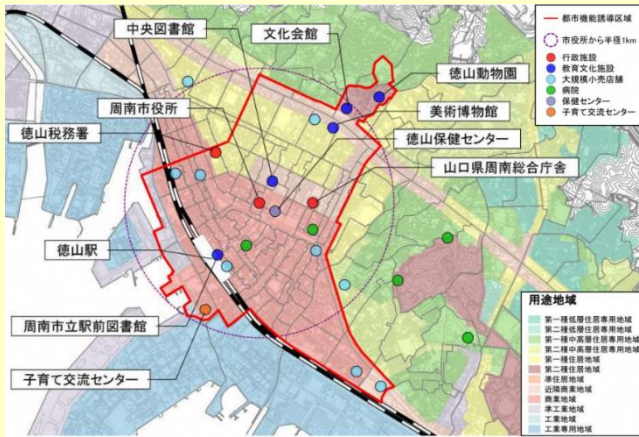 中央図書館
文化会館
徳山動物園
周南市役所
美術博物館
徳山税務署
徳山保健センター
山口県周南総合庁舎
徳山駅
周南市立駅前図書館
子育て交流センター
都市機能誘導区域
市役所から半径1km
行政施設
教育文化施設
大規模小売店舗
病院
保健センター
子育て交流センター
用途地域
第一種低層住居専用地域
第二種低層住居専用地域
第一種中高層住居専用地域
第二種中高層住居専用地域
第一種住居地域
第二種住居地域
準住居地域
近隣商業地域
商業地域
準工業地域
工業地域
工業専用地域